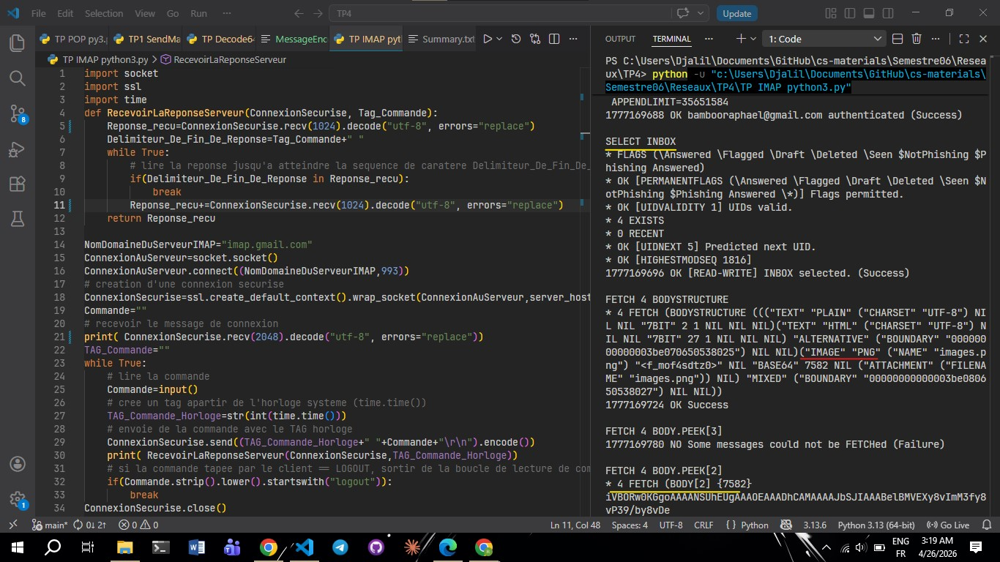 File Edit Selection View Go Run ··· TP4 Update
TP POP py3. TP1 SendMa TP Decode64 MessageEnc TP IMAP pyt Summary.txt
OUTPUT TERMINAL ··· 1: Code
TP IMAP python3.py > RecevoirLaReponseServeur
1 import socket
2 import ssl
3 import time
4 def RecevoirLaReponseServeur(ConnexionSecurise, Tag_Commande):
5 Reponse_recu=ConnexionSecurise.recv(1024).decode("utf-8", errors="replace")
6 Delimiteur_De_Fin_De_Reponse=Tag_Commande+" "
7 while True:
8 # lire la reponse jusqu'a atteindre la sequence de caratere Delimiteur_De_Fin_De_
9 if(Delimiteur_De_Fin_De_Reponse in Reponse_recu):
10 break
11 Reponse_recu+=ConnexionSecurise.recv(1024).decode("utf-8", errors="replace")
12 return Reponse_recu
13
14 NomDomaineDuServeurIMAP="imap.gmail.com"
15 ConnexionAuServeur=socket.socket()
16 ConnexionAuServeur.connect((NomDomaineDuServeurIMAP,993))
17 # creation d'une connexion securise
18 ConnexionSecurise=ssl.create_default_context().wrap_socket(ConnexionAuServeur,server_host
19 Commande=""
20 # recevoir le message de connexion
21 print( ConnexionSecurise.recv(2048).decode("utf-8", errors="replace"))
22 TAG_Commande=""
23 while True:
24 # lire la commande
25 Commande=input()
26 # cree un tag apartir de l'horloge systeme (time.time())
27 TAG_Commande_Horloge=str(int(time.time()))
28 # envoie de la commande avec le TAG horloge
29 ConnexionSecurise.send((TAG_Commande_Horloge+" "+Commande+"\r\n").encode())
30 print( RecevoirLaReponseServeur(ConnexionSecurise,TAG_Commande_Horloge))
31 # si la commande tapee par le client == LOGOUT, sortir de la boucle de lecture de com
32 if(Commande.strip().lower().startswith("logout")):
33 break
34 ConnexionSecurise.close()
PS C:\Users\Djalil\Documents\GitHub\cs-materials\Semestre06\Resea
ux\TP4> python -u "c:\Users\Djalil\Documents\GitHub\cs-materials\
Semestre06\Reseaux\TP4\TP IMAP python3.py"
APPENDLIMIT=35651584
1777169688 OK bambooraphael@gmail.com authenticated (Success)
SELECT INBOX
* FLAGS (\Answered \Flagged \Draft \Deleted \Seen $NotPhishing $P
hishing Answered)
* OK [PERMANENTFLAGS (\Answered \Flagged \Draft \Deleted \Seen $N
otPhishing $Phishing Answered \*)] Flags permitted.
* OK [UIDVALIDITY 1] UIDs valid.
* 4 EXISTS
* 0 RECENT
* OK [UIDNEXT 5] Predicted next UID.
* OK [HIGHESTMODSEQ 1816]
1777169696 OK [READ-WRITE] INBOX selected. (Success)
FETCH 4 BODYSTRUCTURE
* 4 FETCH (BODYSTRUCTURE ((("TEXT" "PLAIN" ("CHARSET" "UTF-8") NI
L NIL "7BIT" 2 1 NIL NIL NIL)("TEXT" "HTML" ("CHARSET" "UTF-8") N
IL NIL "7BIT" 27 1 NIL NIL NIL) "ALTERNATIVE" ("BOUNDARY" "000000
0000003be070650538025") NIL NIL)("IMAGE" "PNG" ("NAME" "images.p
ng") "<f_mof4sdtz0>" NIL "BASE64" 7582 NIL ("ATTACHMENT" ("FILENA
ME" "images.png")) NIL) "MIXED" ("BOUNDARY" "00000000000003be0806
50538027") NIL NIL))
1777169724 OK Success
FETCH 4 BODY.PEEK[3]
1777169780 NO Some messages could not be FETCHed (Failure)
FETCH 4 BODY.PEEK[2]
* 4 FETCH (BODY[2] {7582}
iVBORw0KGgoAAAANSUhEUgAAAOEAAADhCAMAAAAJbSJIAAABelBMVEXy8vImM3fy8
vP39/by8vDe
8 1
main* 0↓ 2↑ 0 0 Ln 11, Col 48 Spaces: 4 UTF-8 CRLF { } Python 3.13.6 Python 3.13 (64-bit) Go Live
ENG
FR
3:19 AM
4/26/2026